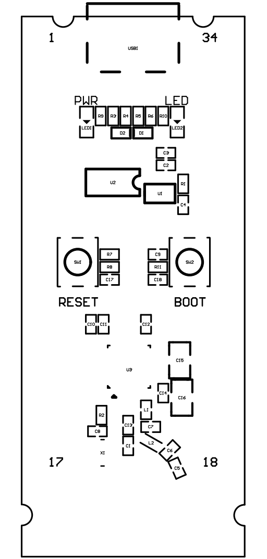 USB1
1 34
PWR LED
R9 R3 R4 R5 R6 R10
LED1 D2 D1 LED2
C3
C2
U2 U1 R1
C4
R7 C9
SW1 R8 R11 SW2
C17 C18
RESET BOOT
C10 C11 C12
C15
U3
C14 C16
R2 L1
C13 C7
C8 C1
X1 L2 C6
C5
17 18